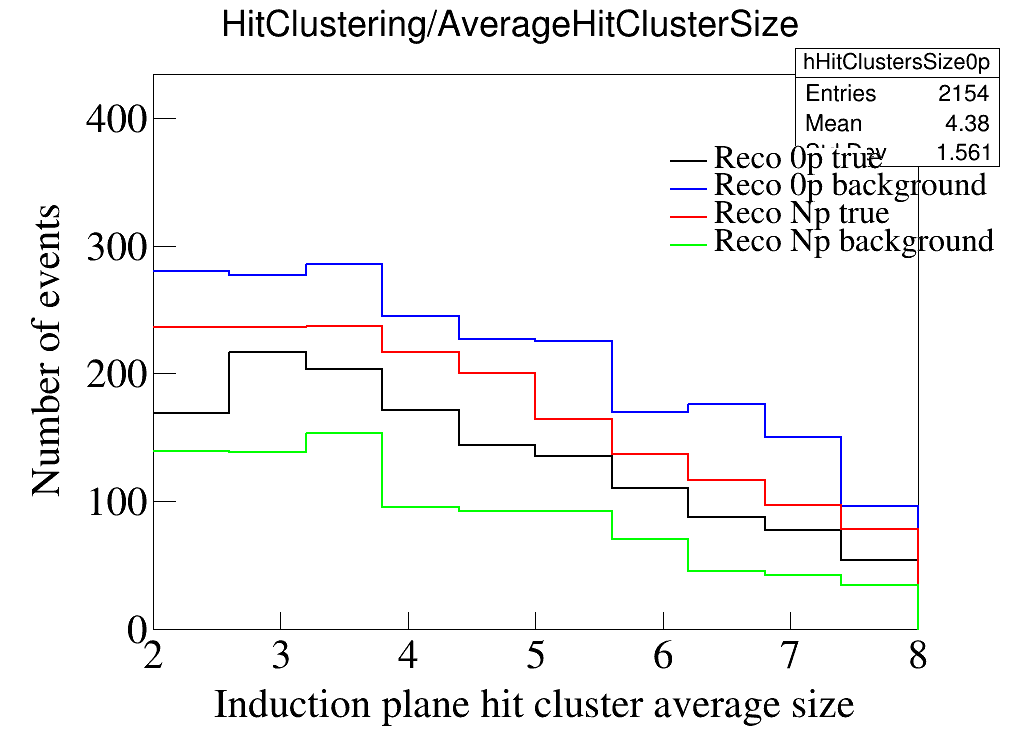 HitClustering/AverageHitClusterSize
hHitClustersSize0p
Entries 2154
Mean 4.38
1.561
Reco 0p true
Reco 0p background
Reco Np true
Reco Np background
400
300
200
100
0
Number of events
2 3 4 5 6 7 8
Induction plane hit cluster average size